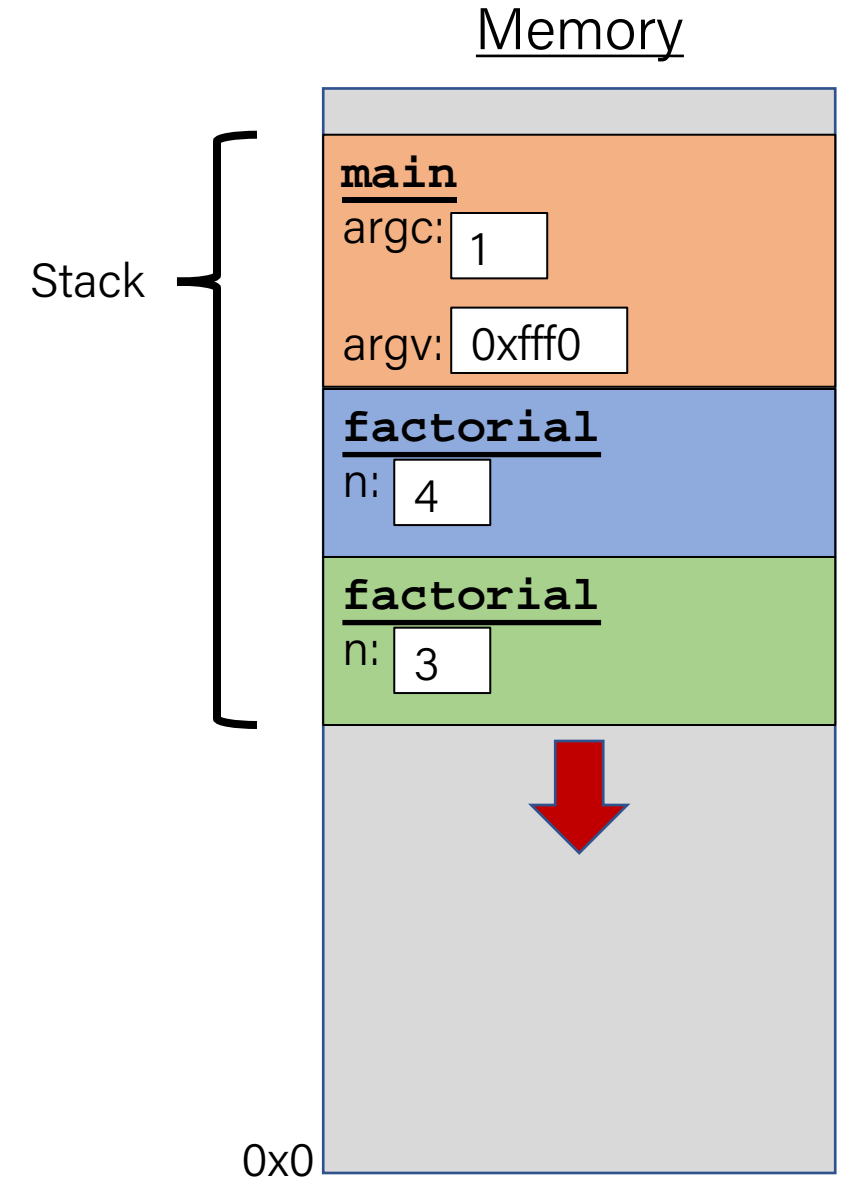 Memory
main
argc: 1
Stack
argv: 0xfff0
factorial
n: 4
factorial
n: 3
0x0